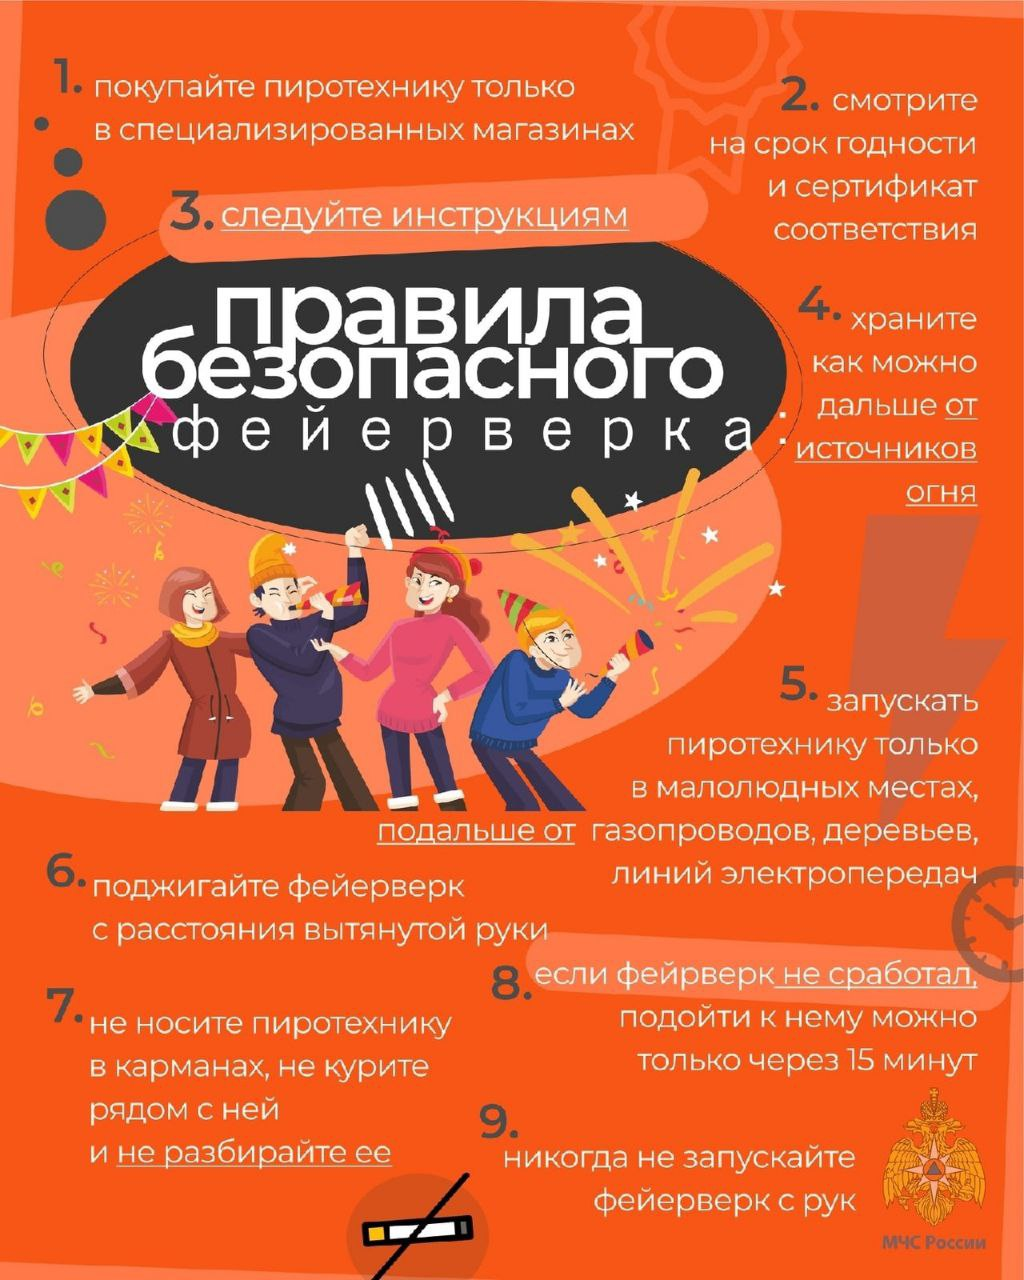 1. покупайте пиротехнику только
в специализированных магазинах
2. смотрите
на срок годности
и сертификат
соответствия
3. следуйте инструкциям
правила
безопасного
фейерверка:
4. храните
как можно
дальше от
источников
огня
5. запускать
пиротехнику только
в малолюдных местах,
подальше от газопроводов, деревьев,
линий электропередач
6. поджигайте фейерверк
с расстояния вытянутой руки
7. не носите пиротехнику
в карманах, не курите
рядом с ней
и не разбирайте ее
8. если фейрверк не сработал,
подойти к нему можно
только через 15 минут
9. никогда не запускайте
фейерверк с рук
МЧС России